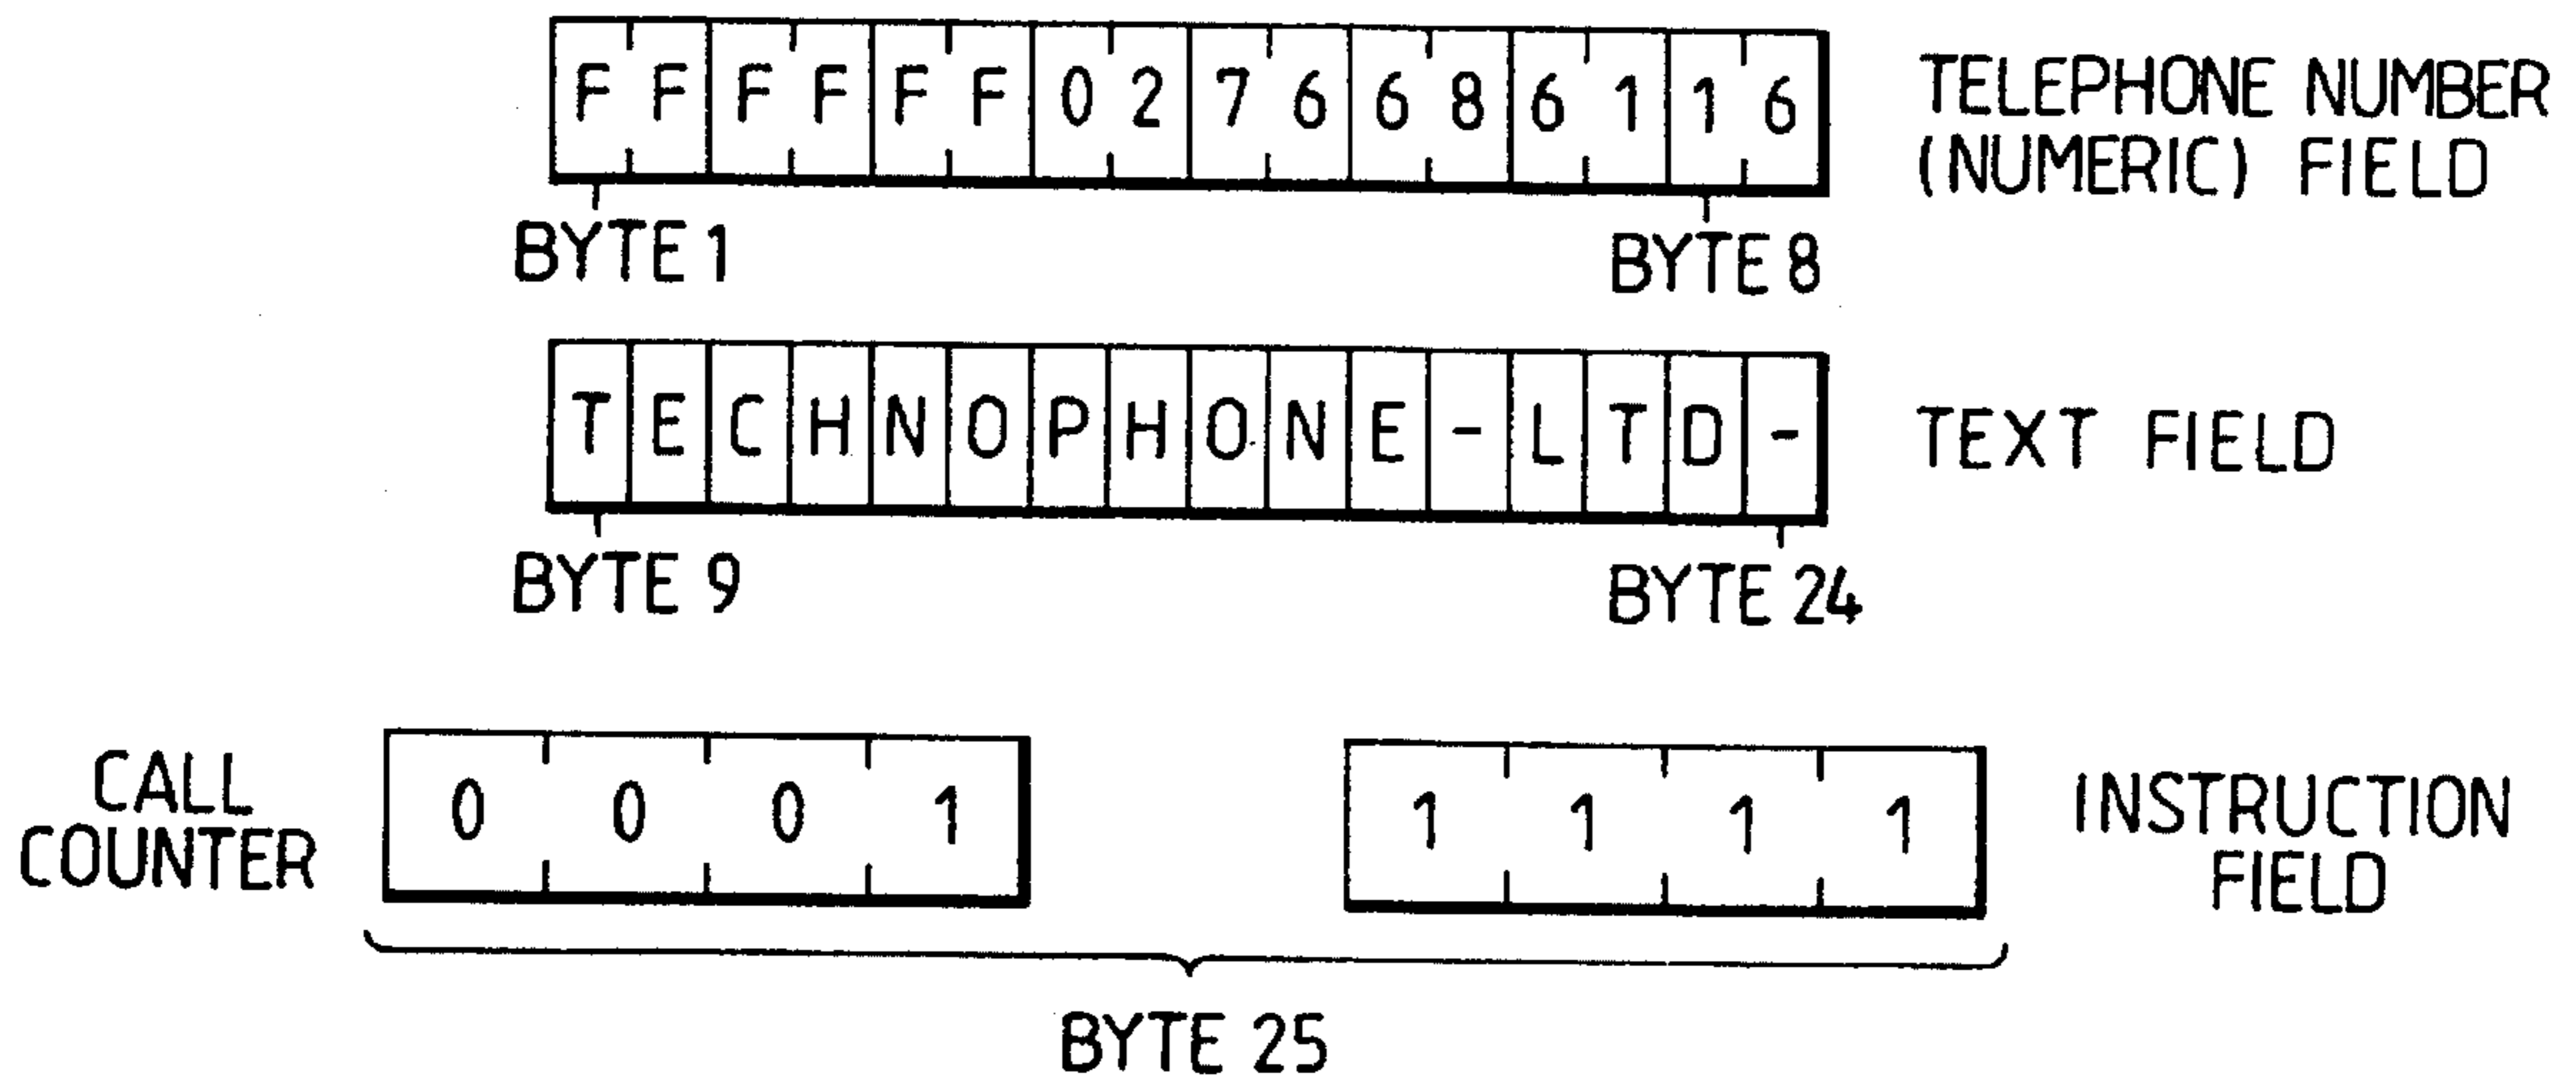 F F F F F F 0 2 7 6 6 8 6 1 1 6
TELEPHONE NUMBER
(NUMERIC) FIELD
BYTE 1
BYTE 8
T E C H N O P H O N E - L T D -
TEXT FIELD
BYTE 9
BYTE 24
CALL
COUNTER
0 0 0 1
1 1 1 1
INSTRUCTION
FIELD
BYTE 25